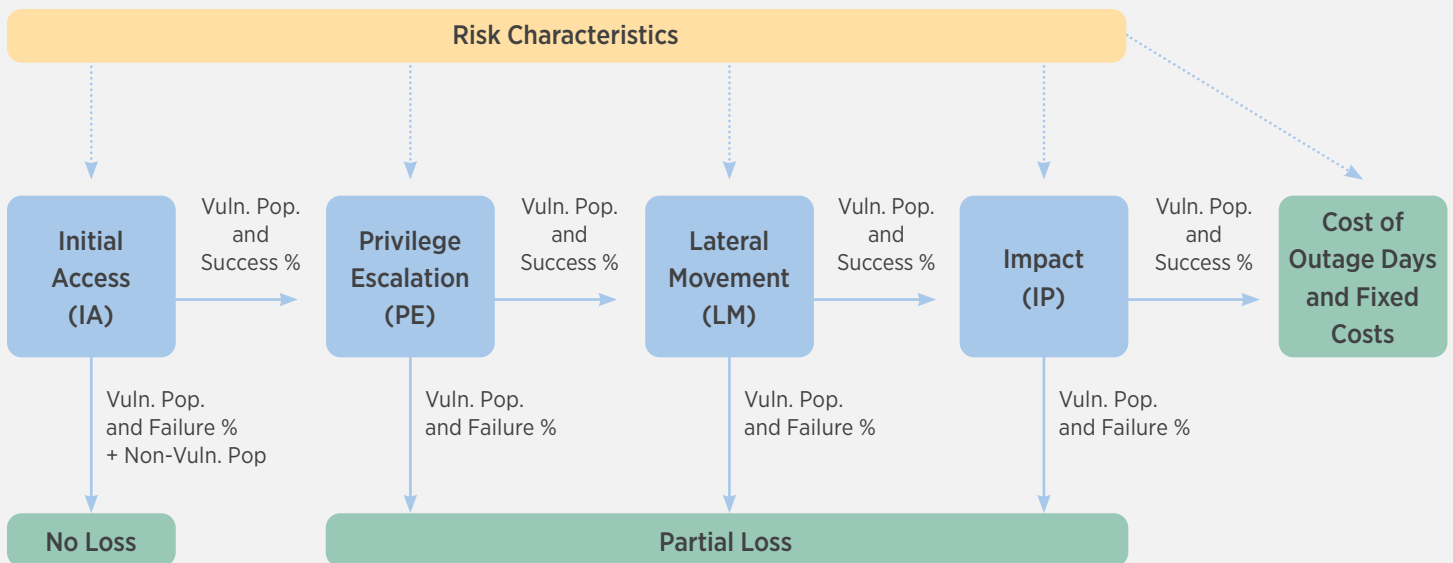 Risk Characteristics
Initial
Access
(IA)
Vuln. Pop.
and
Success %
Privilege
Escalation
(PE)
Vuln. Pop.
and
Success %
Lateral
Movement
(LM)
Vuln. Pop.
and
Success %
Impact
(IP)
Vuln. Pop.
and
Success %
Cost of
Outage Days
and Fixed
Costs
Vuln. Pop.
and Failure %
+ Non-Vuln. Pop
Vuln. Pop.
and Failure %
Vuln. Pop.
and Failure %
Vuln. Pop.
and Failure %
No Loss
Partial Loss